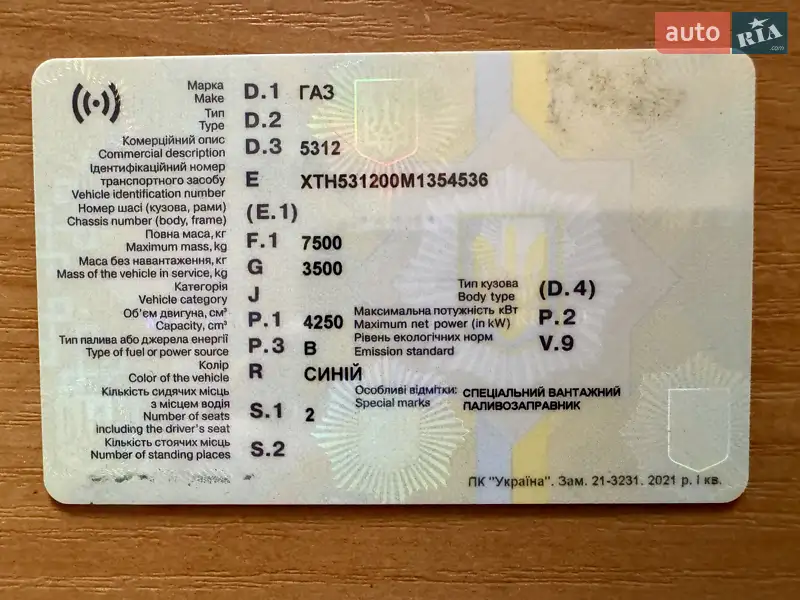 auto RIA .com
Марка D.1 ГАЗ
Make
Тип D.2
Type
Комерційний опис D.3 5312
Commercial description
Ідентифікаційний номер
транспортного засобу E XTH531200M1354536
Vehicle identification number
Номер шасі (кузова, рами) (E.1)
Chassis number (body, frame)
Повна маса, кг F.1 7500
Maximum mass, kg
Маса без навантаження, кг G 3500
Mass of the vehicle in service, kg
Категорія J
Vehicle category
Тип кузова (D.4)
Body type
Об'єм двигуна, см³ P.1 4250
Capacity, cm³
Максимальна потужність кВт P.2
Maximum net power (in kW)
Тип палива або джерела енергії P.3 B
Type of fuel or power source
Рівень екологічних норм V.9
Emission standard
Колір R СИНІЙ
Color of the vehicle
Особливі відмітки: СПЕЦІАЛЬНИЙ ВАНТАЖНИЙ
Special marks ПАЛИВОЗАПРАВНИК
Кількість сидячих місць
з місцем водія S.1 2
Number of seats
including the driver's seat
Кількість стоячих місць S.2
Number of standing places
ПК "Україна". Зам. 21-3231. 2021 р. І кв.